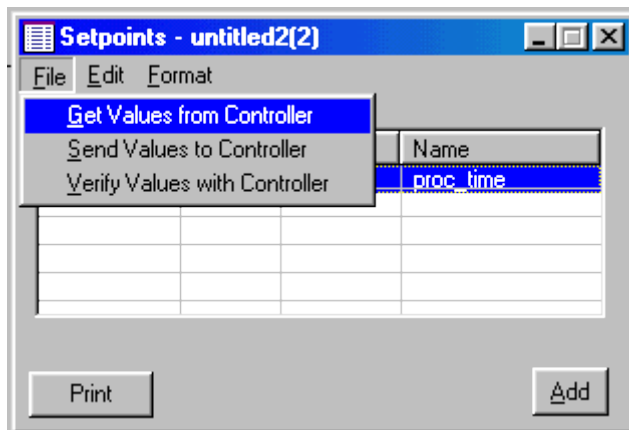 Setpoints - untitled2(2)
File Edit Format
Get Values from Controller
Send Values to Controller
Verify Values with Controller
Name
proc_time
Print
Add